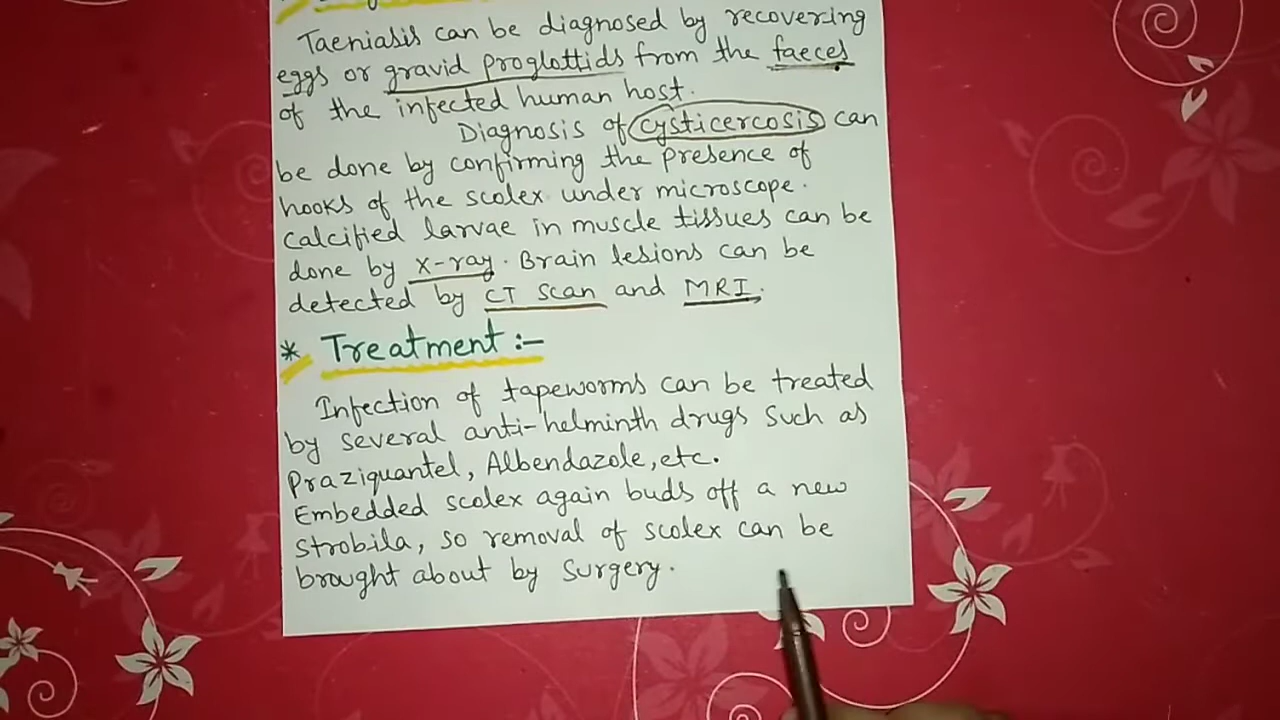 Taeniasis can be diagnosed by recovering
eggs or gravid proglottids from the faeces
of the infected human host.
Diagnosis of cysticercosis can
be done by confirming the presence of
hooks of the scolex under microscope.
Calcified larvae in muscle tissues can be
done by X-ray. Brain lesions can be
detected by CT Scan and MRI.
* Treatment :-
Infection of tapeworms can be treated
by several anti-helminth drugs such as
Praziquantel, Albendazole, etc.
Embedded scolex again buds off a new
strobila, so removal of scolex can be
brought about by surgery.